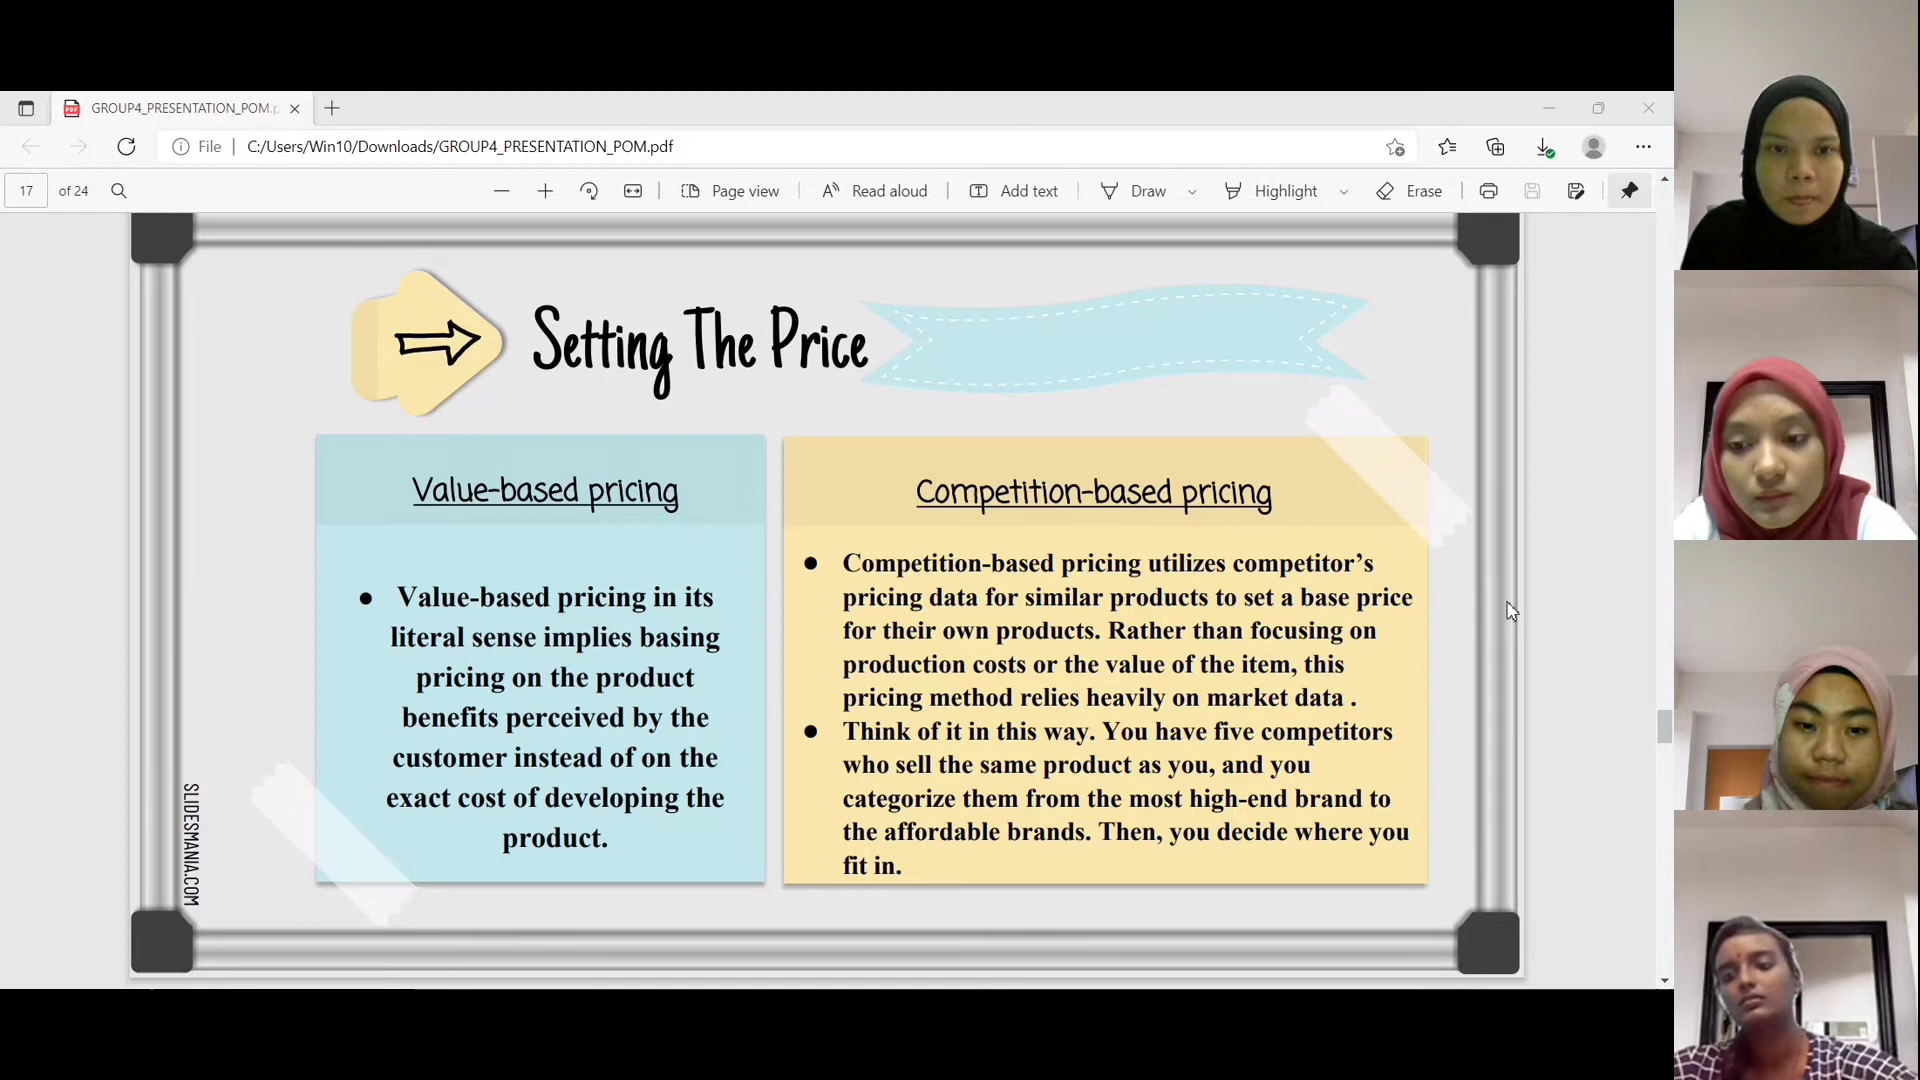 GROUP4_PRESENTATION_POM.p
File
C:/Users/Win10/Downloads/GROUP4_PRESENTATION_POM.pdf
17 of 24
Page view
Read aloud
Add text
Draw
Highlight
Erase
Setting The Price
Value-based pricing
● Value-based pricing in its
literal sense implies basing
pricing on the product
benefits perceived by the
customer instead of on the
exact cost of developing the
product.
Competition-based pricing
● Competition-based pricing utilizes competitor’s
pricing data for similar products to set a base price
for their own products. Rather than focusing on
production costs or the value of the item, this
pricing method relies heavily on market data .
● Think of it in this way. You have five competitors
who sell the same product as you, and you
categorize them from the most high-end brand to
the affordable brands. Then, you decide where you
fit in.
SLIDESMANIA.COM